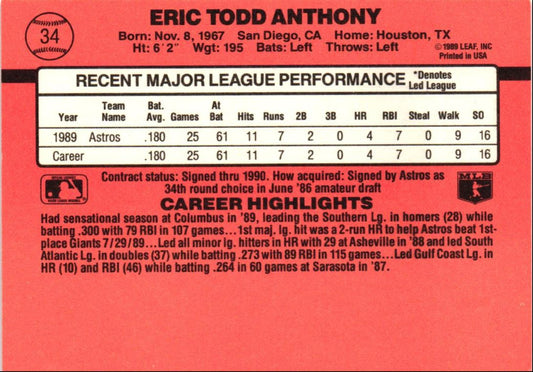 34
ERIC TODD ANTHONY
Born: Nov. 8, 1967 San Diego, CA Home: Houston, TX
Ht: 6'2" Wgt: 195 Bats: Left Throws: Left
©1989 LEAF, INC
Printed in USA
RECENT MAJOR LEAGUE PERFORMANCE *Denotes Led League
Year Team Name Bat. Avg. Games At Bat Hits Runs 2B 3B HR RBI Steal Walk SO
1989 Astros .180 25 61 11 7 2 0 4 7 0 9 16
Career .180 25 61 11 7 2 0 4 7 0 9 16
Contract status: Signed thru 1990. How acquired: Signed by Astros as
34th round choice in June '86 amateur draft
MLB
CAREER HIGHLIGHTS
Had sensational season at Columbus in '89, leading the Southern Lg. in homers (28) while
batting .300 with 79 RBI in 107 games...1st maj. lg. hit was a 2-run HR to help Astros beat 1st-
place Giants 7/29/89...Led all minor lg. hitters in HR with 29 at Asheville in '88 and led South
Atlantic Lg. in doubles (37) while batting .273 with 89 RBI in 115 games...Led Gulf Coast Lg. in
HR (10) and RBI (46) while batting .264 in 60 games at Sarasota in '87.